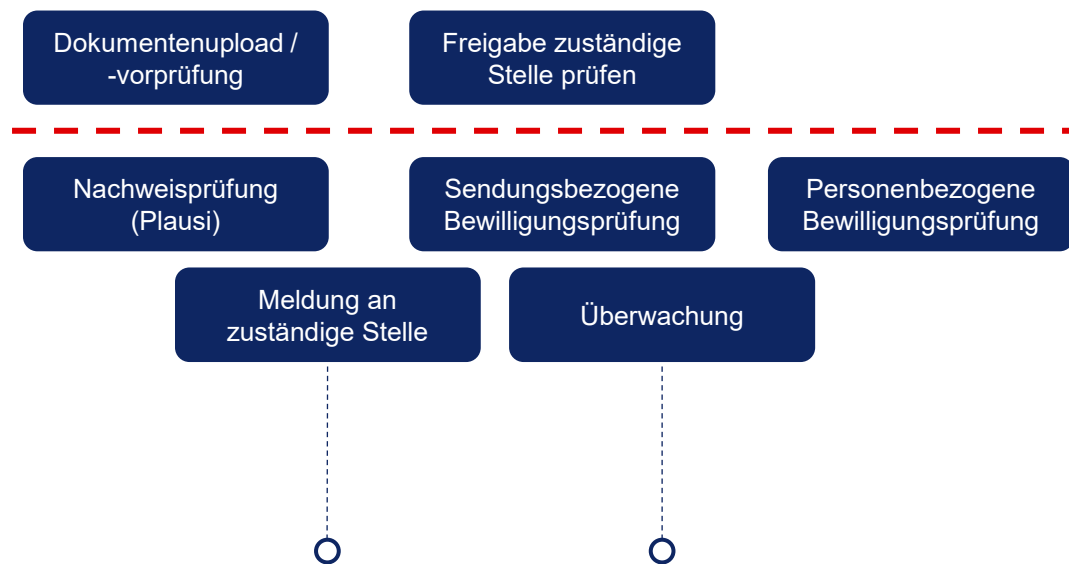 Dokumentenupload /
-vorprüfung
Freigabe zuständige
Stelle prüfen
Nachweisprüfung
(Plausi)
Sendungsbezogene
Bewilligungsprüfung
Personenbezogene
Bewilligungsprüfung
Meldung an
zuständige Stelle
Überwachung